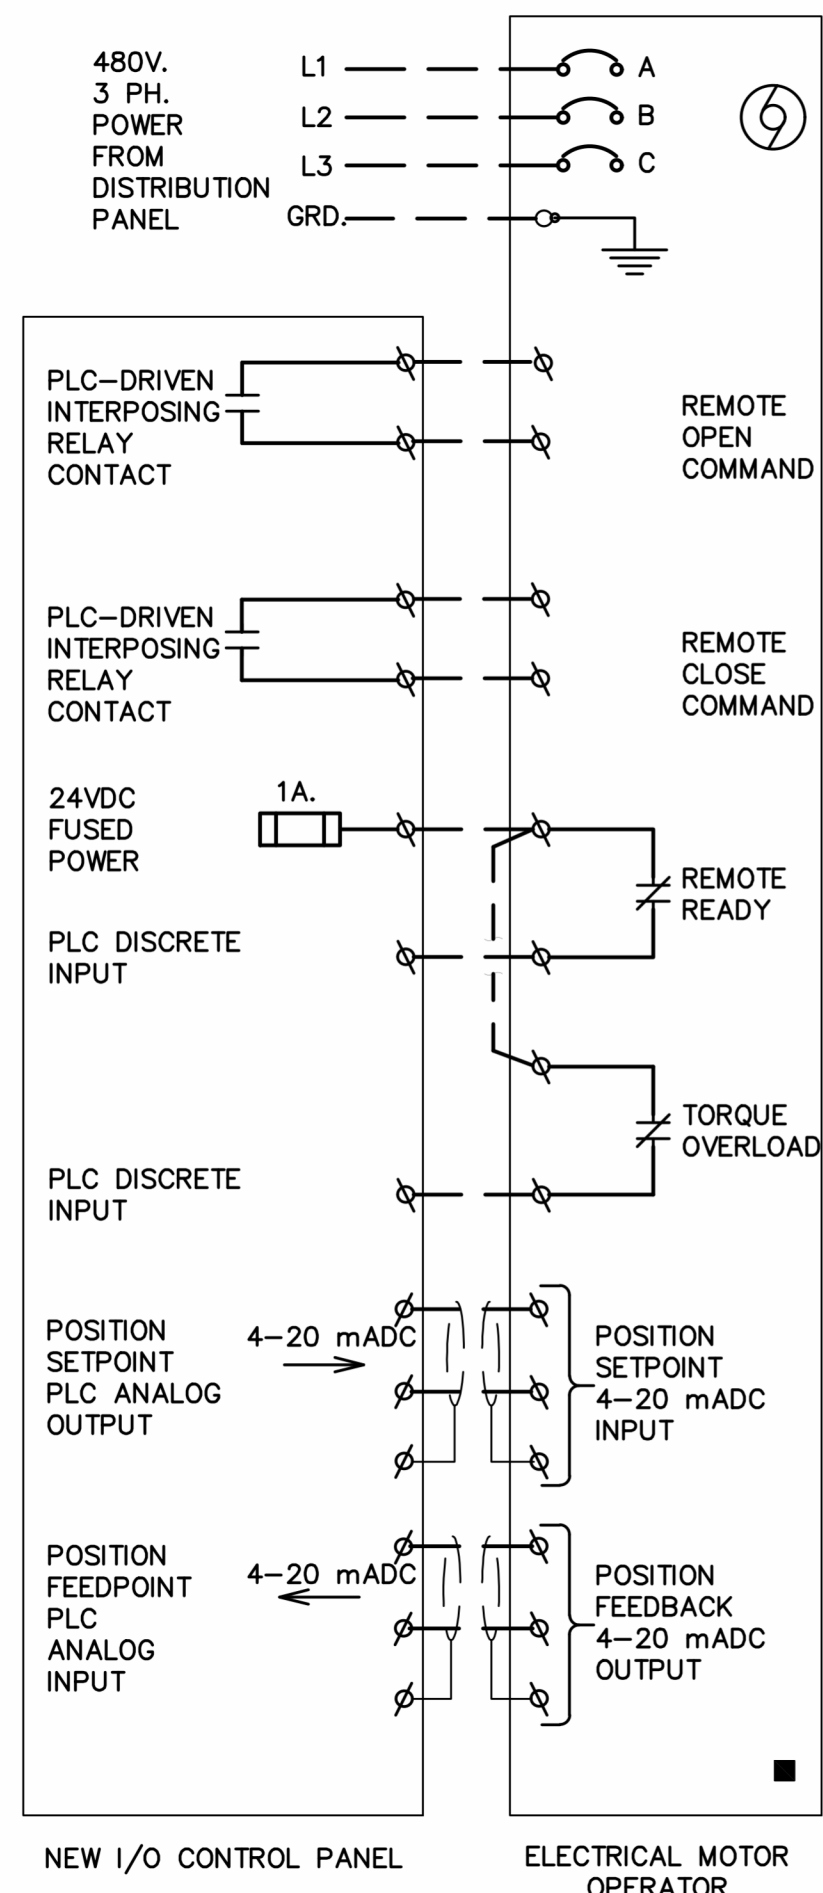 480V.
3 PH.
POWER
FROM
DISTRIBUTION
PANEL
L1
L2
L3
GRD.
A
B
C
PLC-DRIVEN
INTERPOSING
RELAY
CONTACT
REMOTE
OPEN
COMMAND
PLC-DRIVEN
INTERPOSING
RELAY
CONTACT
REMOTE
CLOSE
COMMAND
24VDC
FUSED
POWER
1A.
REMOTE
READY
PLC DISCRETE
INPUT
TORQUE
OVERLOAD
PLC DISCRETE
INPUT
POSITION
SETPOINT
PLC ANALOG
OUTPUT
4-20 mADC
POSITION
SETPOINT
4-20 mADC
INPUT
POSITION
FEEDPOINT
PLC
ANALOG
INPUT
4-20 mADC
POSITION
FEEDBACK
4-20 mADC
OUTPUT
NEW I/O CONTROL PANEL
ELECTRICAL MOTOR
OPERATOR